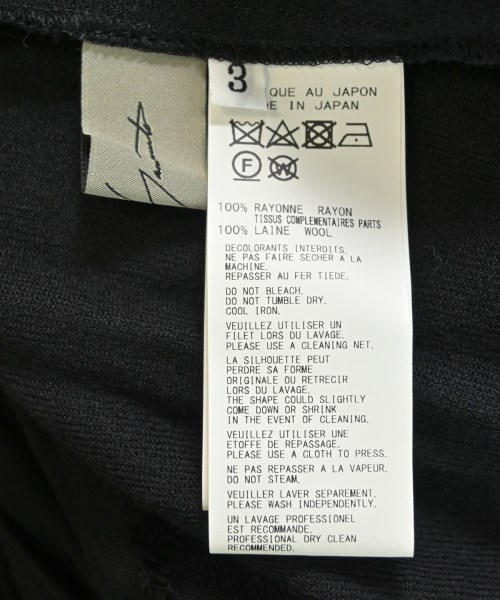 Yamamoto
3
QUE AU JAPON
E IN JAPAN
F W
100% RAYONNE RAYON
TISSUS COMPLEMENTAIRES PARTS
100% LAINE WOOL
DECOLORANTS INTERDITS.
NE PAS FAIRE SECHER A LA
MACHINE.
REPASSER AU FER TIEDE.
DO NOT BLEACH.
DO NOT TUMBLE DRY.
COOL IRON.
VEUILLEZ UTILISER UN
FILET LORS DU LAVAGE.
PLEASE USE A CLEANING NET.
LA SILHOUETTE PEUT
PERDRE SA FORME
ORIGINALE OU RETRECIR
LORS DU LAVAGE.
THE SHAPE COULD SLIGHTLY
COME DOWN OR SHRINK
IN THE EVENT OF CLEANING.
VEUILLEZ UTILISER UNE
ETOFFE DE REPASSAGE.
PLEASE USE A CLOTH TO PRESS.
NE PAS REPASSER A LA VAPEUR.
DO NOT STEAM.
VEUILLER LAVER SEPAREMENT.
PLEASE WASH INDEPENDENTLY.
UN LAVAGE PROFESSIONEL
EST RECOMMANDE.
PROFESSIONAL DRY CLEAN
RECOMMENDED.